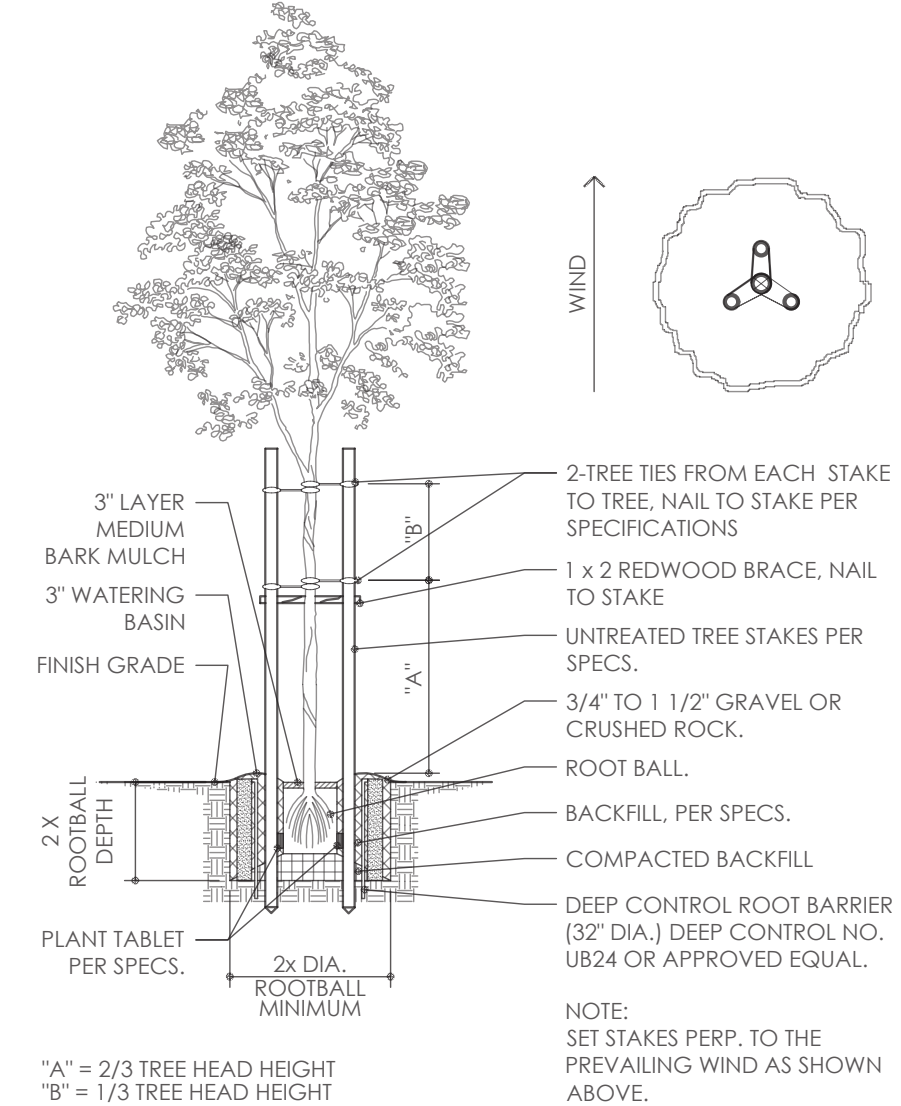 WIND
2-TREE TIES FROM EACH STAKE
TO TREE, NAIL TO STAKE PER
SPECIFICATIONS
1 x 2 REDWOOD BRACE, NAIL
TO STAKE
UNTREATED TREE STAKES PER
SPECS.
3/4" TO 1 1/2" GRAVEL OR
CRUSHED ROCK.
ROOT BALL.
BACKFILL, PER SPECS.
COMPACTED BACKFILL
DEEP CONTROL ROOT BARRIER
(32" DIA.) DEEP CONTROL NO.
UB24 OR APPROVED EQUAL.
NOTE:
SET STAKES PERP. TO THE
PREVAILING WIND AS SHOWN
ABOVE.
"B"
"A"
3" LAYER
MEDIUM
BARK MULCH
3" WATERING
BASIN
FINISH GRADE
2 X
ROOTBALL
DEPTH
PLANT TABLET
PER SPECS.
2x DIA.
ROOTBALL
MINIMUM
"A" = 2/3 TREE HEAD HEIGHT
"B" = 1/3 TREE HEAD HEIGHT